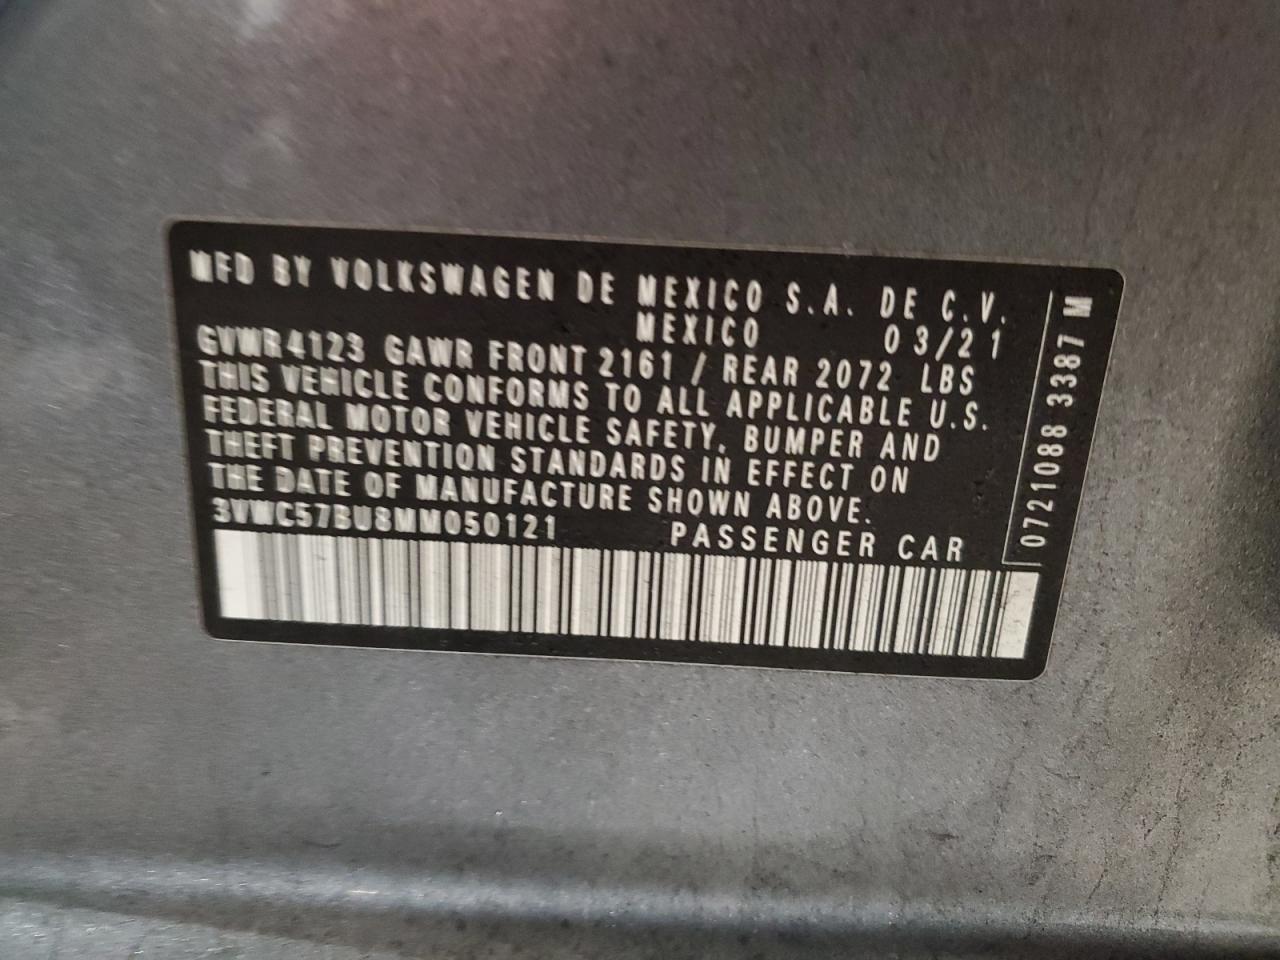 MFD BY VOLKSWAGEN DE MEXICO S.A. DE C.V.
MEXICO 03/21
GVWR 4123 GAWR FRONT 2161 / REAR 2072 LBS
THIS VEHICLE CONFORMS TO ALL APPLICABLE U.S.
FEDERAL MOTOR VEHICLE SAFETY, BUMPER AND
THEFT PREVENTION STANDARDS IN EFFECT ON
THE DATE OF MANUFACTURE SHOWN ABOVE.
3VWC57BU8MM050121 PASSENGER CAR
0721088 3387 M